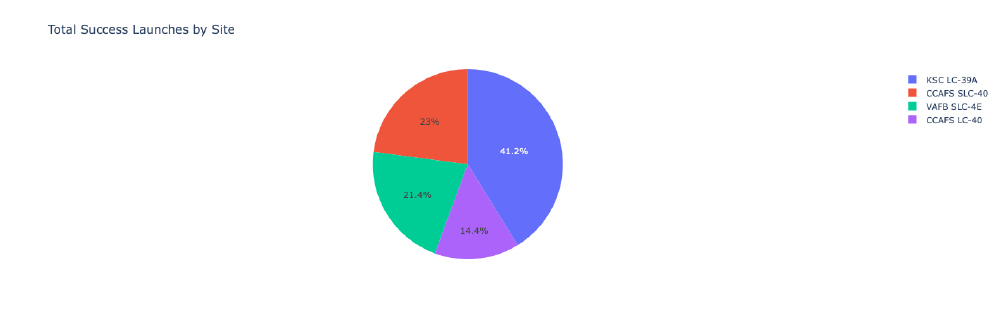 Total Success Launches by Site
KSC LC-39A
CCAFS SLC-40
VAFB SLC-4E
CCAFS LC-40
23%
41.2%
21.4%
14.4%